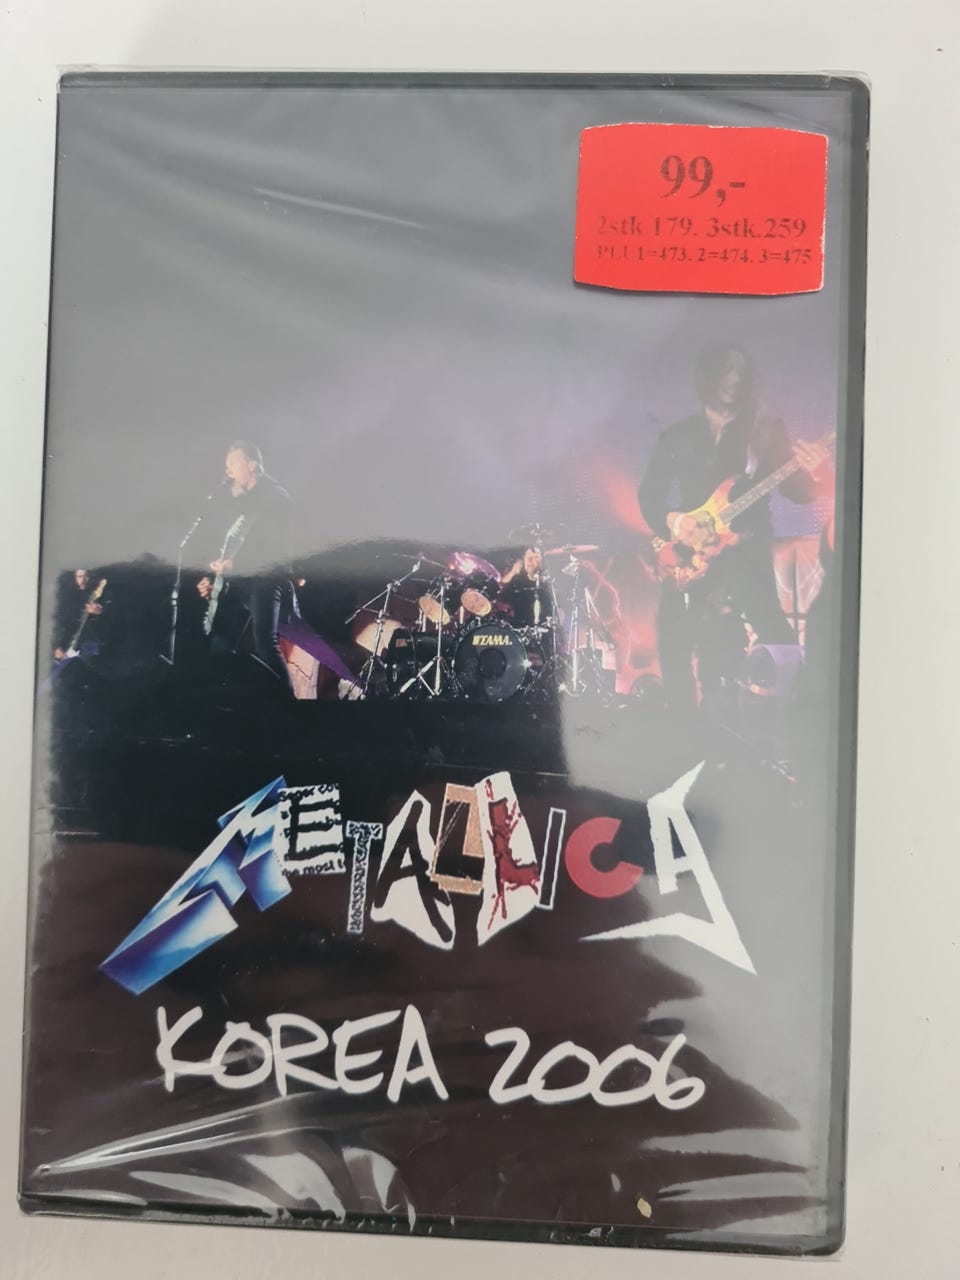 99,-
2stk 179. 3stk.259
PLU 1=473. 2=474. 3=475
TAMA.
METALLICA
KOREA 2006